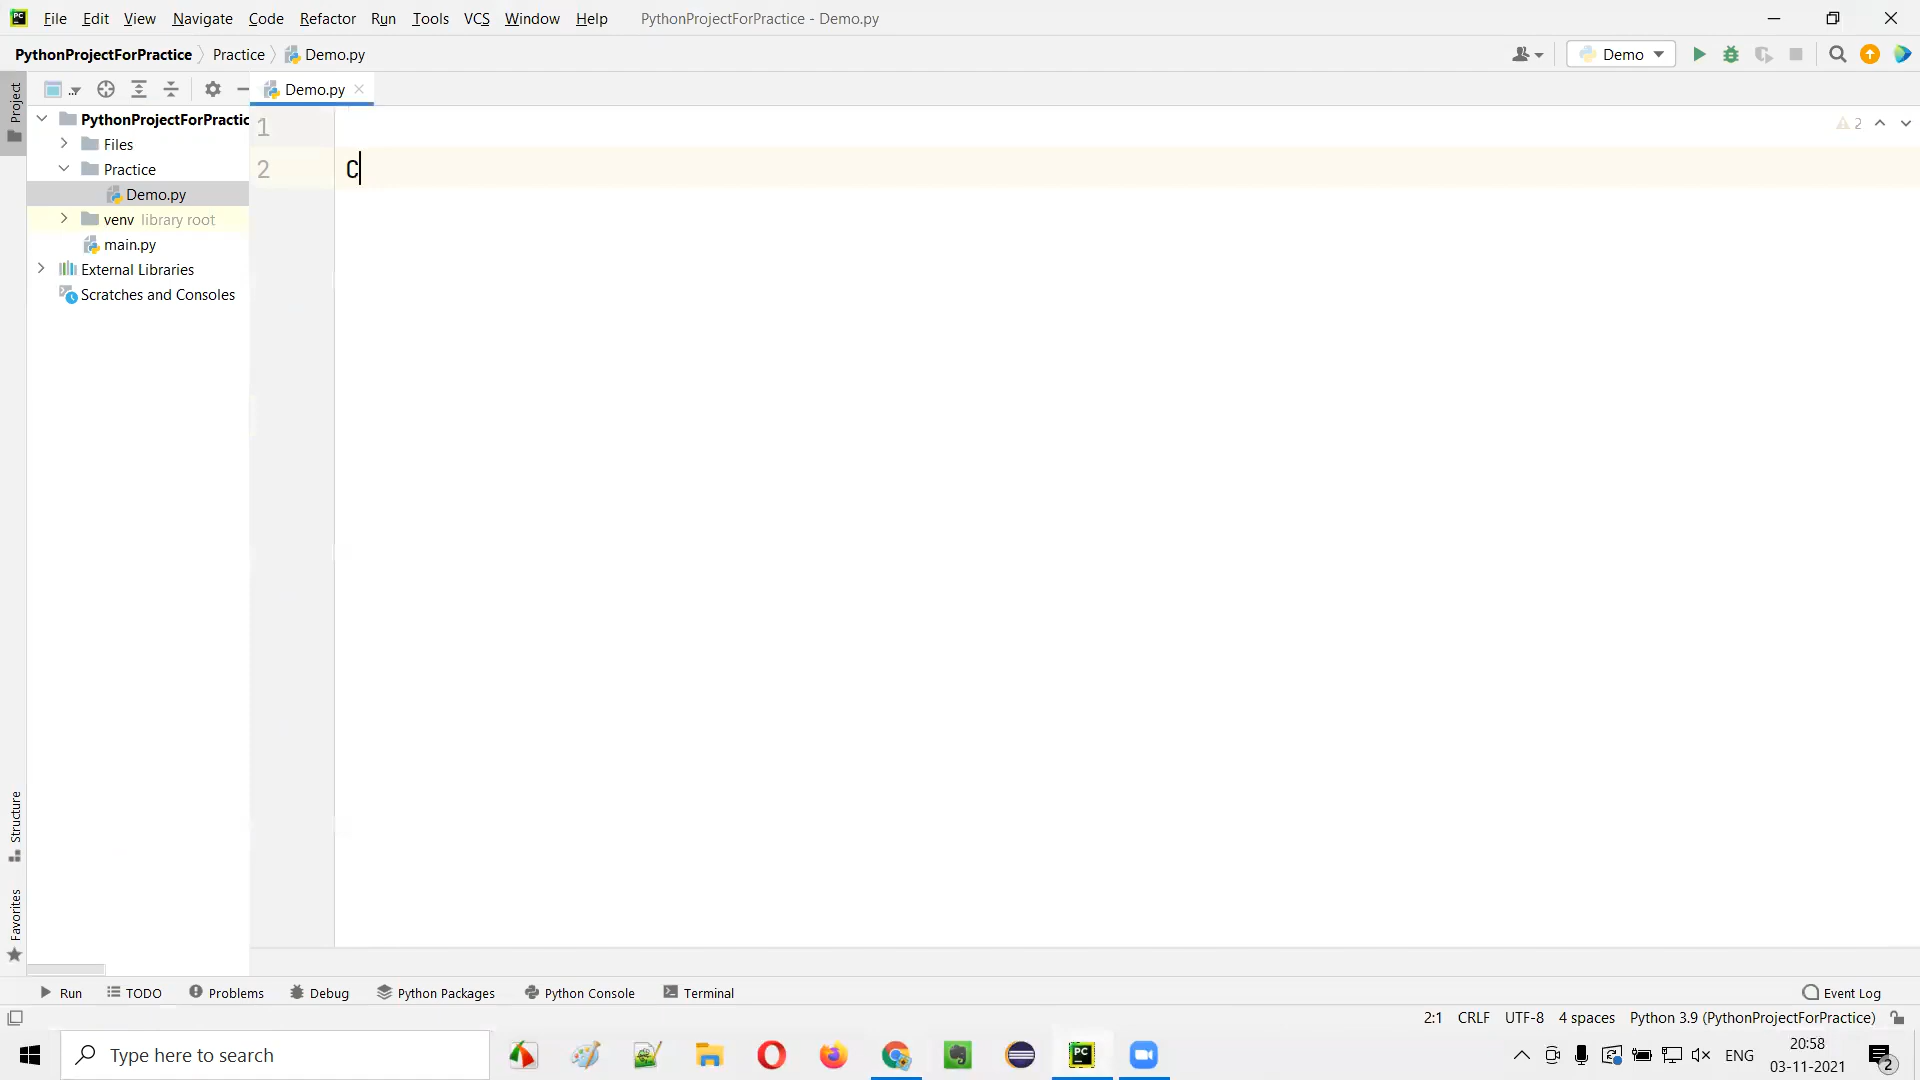 File Edit View Navigate Code Refactor Run Tools VCS Window Help PythonProjectForPractice - Demo.py
PythonProjectForPractice Practice Demo.py Demo
Project
Demo.py
PythonProjectForPractic
Files
Practice
Demo.py
venv library root
main.py
External Libraries
Scratches and Consoles
1
2 C
2
Structure
Favorites
Run TODO Problems Debug Python Packages Python Console Terminal Event Log
2:1 CRLF UTF-8 4 spaces Python 3.9 (PythonProjectForPractice)
Type here to search
ENG
20:58
03-11-2021
2